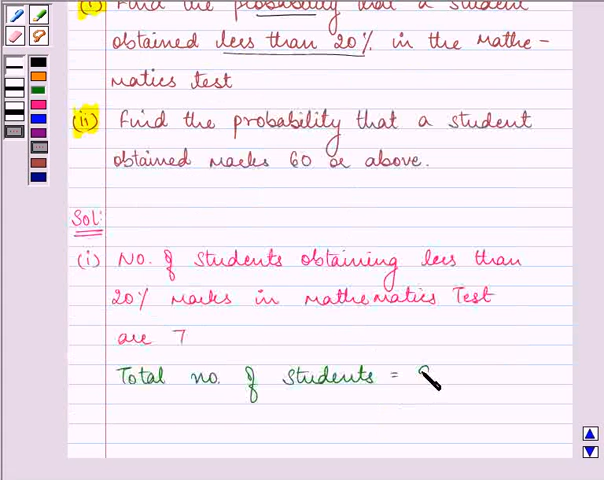 (i) Find the probability that a student
obtained less than 20% in the Mathe-
matics test
(ii) Find the probability that a student
obtained marks 60 or above.
Sol:
(i) No. of students obtaining less than
20% marks in Mathematics Test
are 7
Total no. of students =